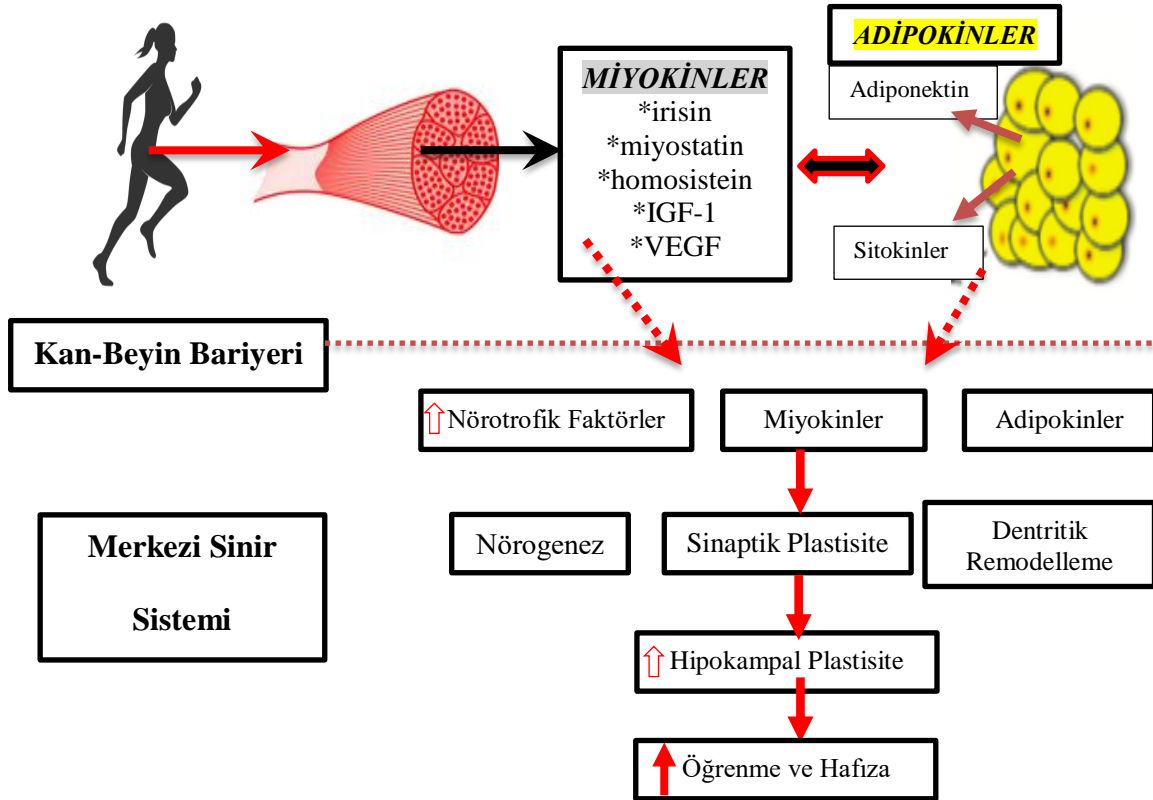 ADİPOKİNLER
MİYOKİNLER
*irisin
*miyostatin
*homosistein
*IGF-1
*VEGF
Adiponektin
Sitokinler
Kan-Beyin Bariyeri
Nörotrofik Faktörler
Miyokinler
Adipokinler
Merkezi Sinir
Sistemi
Nörogenez
Sinaptik Plastisite
Dentritik
Remodelleme
Hipokampal Plastisite
Öğrenme ve Hafıza